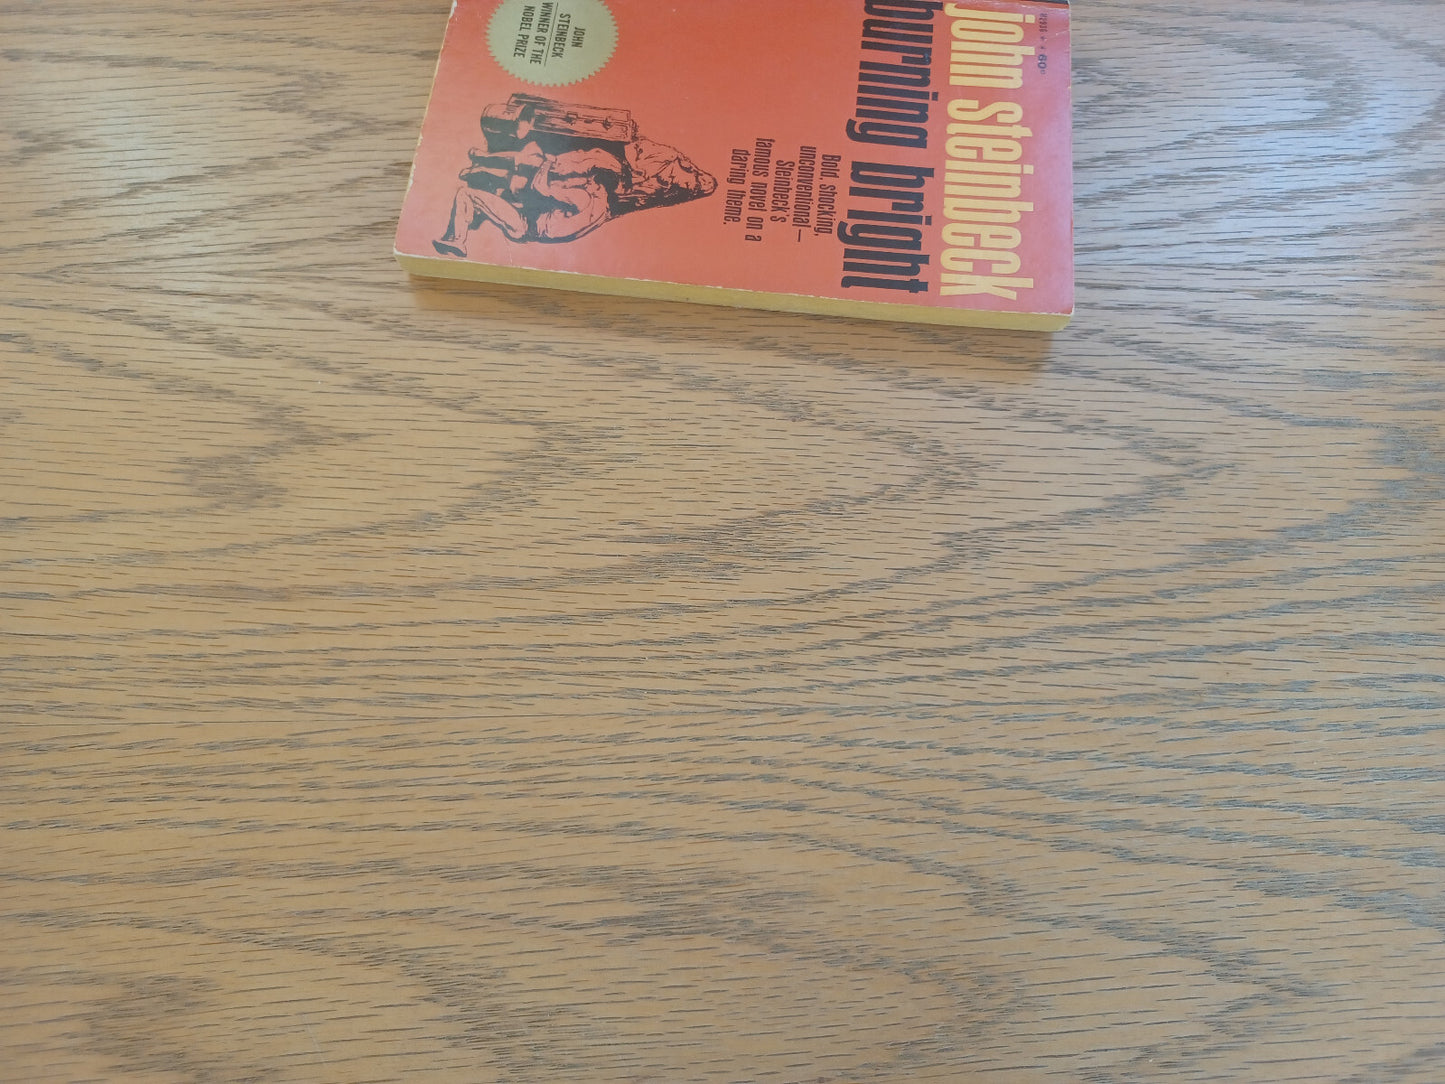 john steinbeck
burning bright
Bold, shocking,
unconventional—
Steinbeck's
famous novel on a
daring theme.
JOHN
STEINBECK
WINNER OF THE
NOBEL PRIZE
60¢